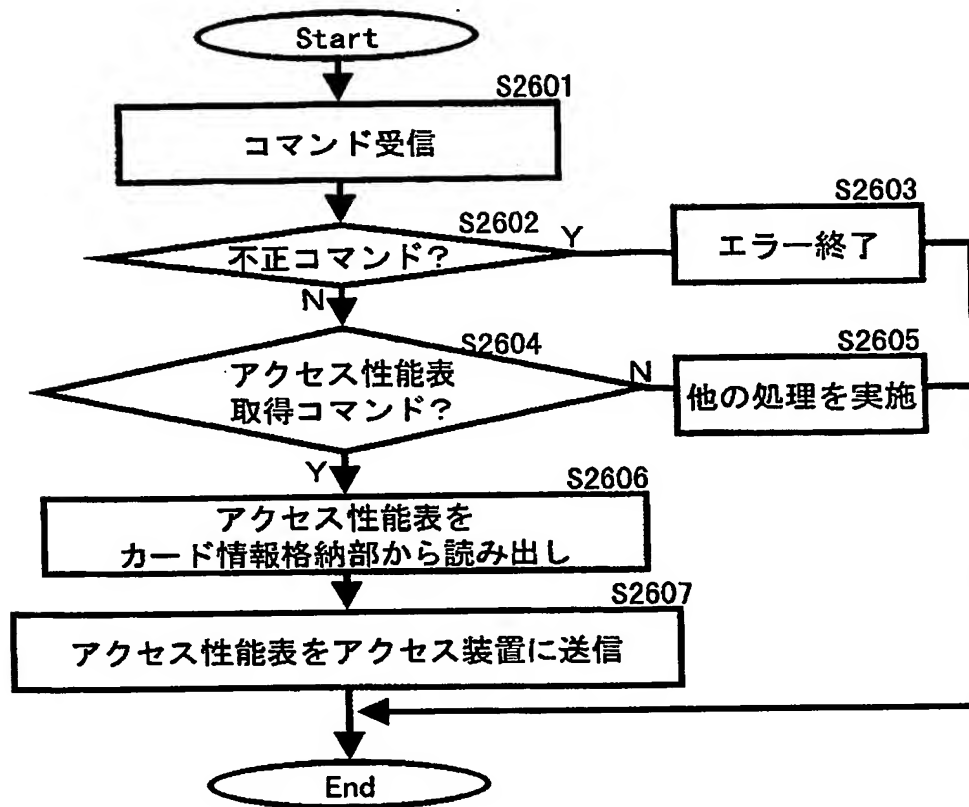 Start
S2601
コマンド受信
S2602
不正コマンド?
Y
N
S2603
エラー終了
S2604
アクセス性能表
取得コマンド?
N
Y
S2605
他の処理を実施
S2606
アクセス性能表を
カード情報格納部から読み出し
S2607
アクセス性能表をアクセス装置に送信
End